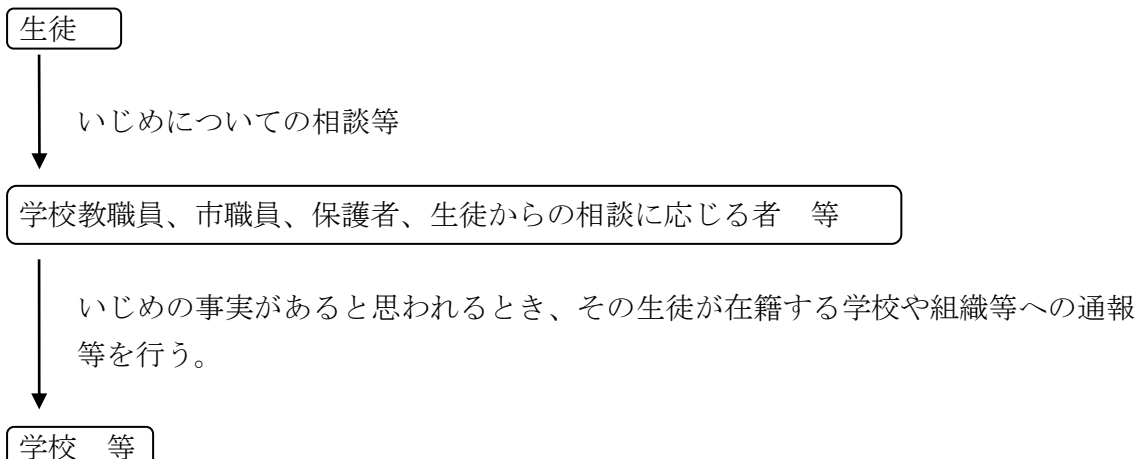 生徒
いじめについての相談等
学校教職員、市職員、保護者、生徒からの相談に応じる者　等
いじめの事実があると思われるとき、その生徒が在籍する学校や組織等への通報
等を行う。
学校　等